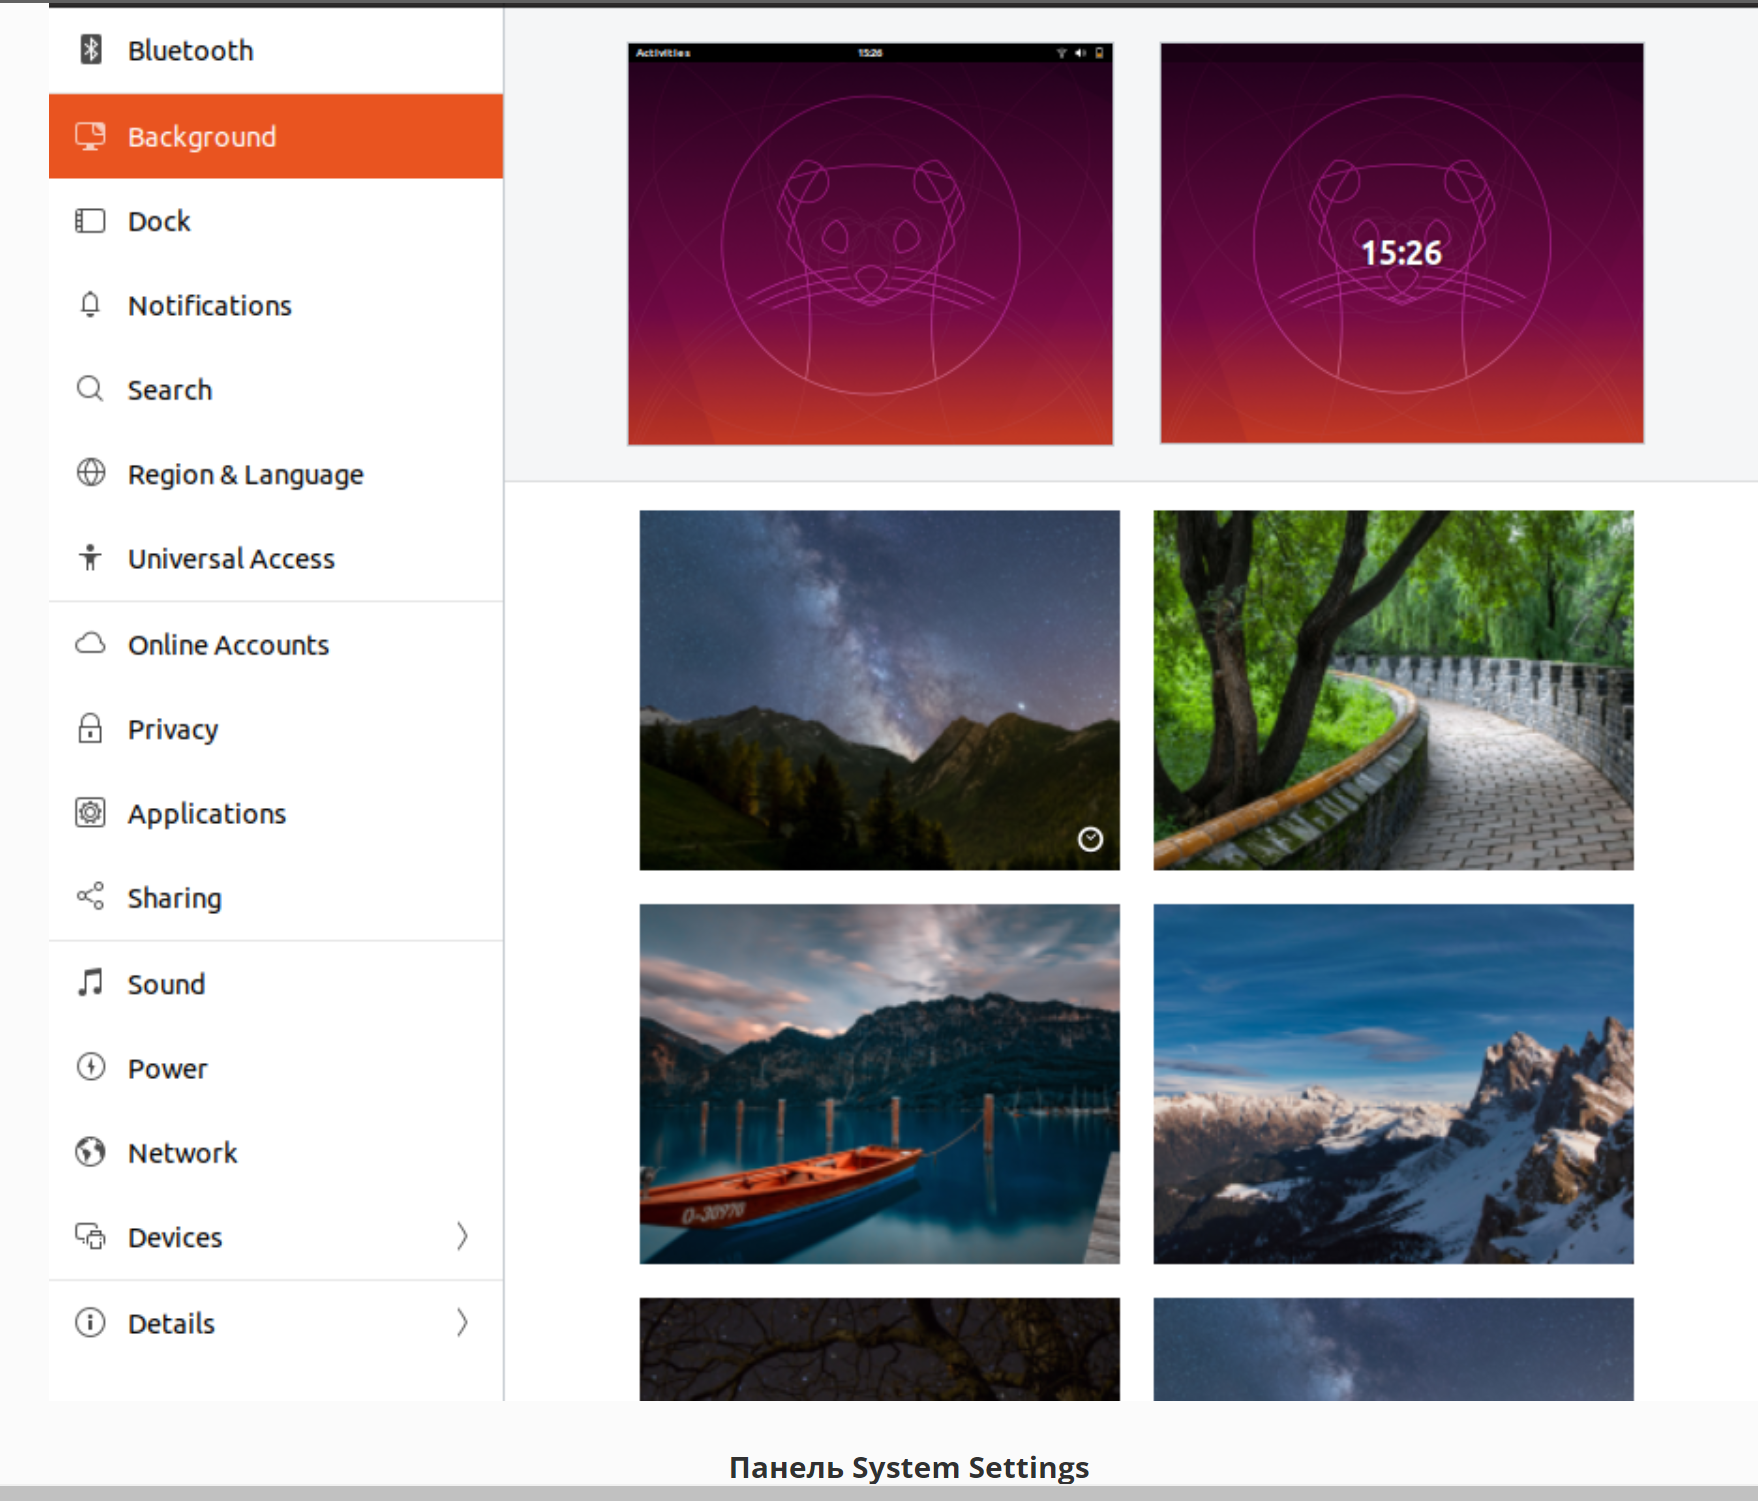 Bluetooth
Background
Dock
Notifications
Search
Region & Language
Universal Access
Online Accounts
Privacy
Applications
Sharing
Sound
Power
Network
Devices
Details
Activities
15:26
15:26
O-30970
Панель System Settings